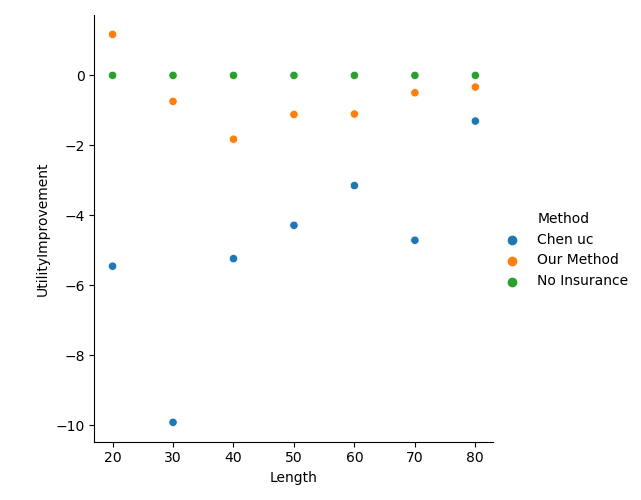 0
−2
−4
−6
−8
−10
UtilityImprovement
20 30 40 50 60 70 80
Length
Method
Chen uc
Our Method
No Insurance